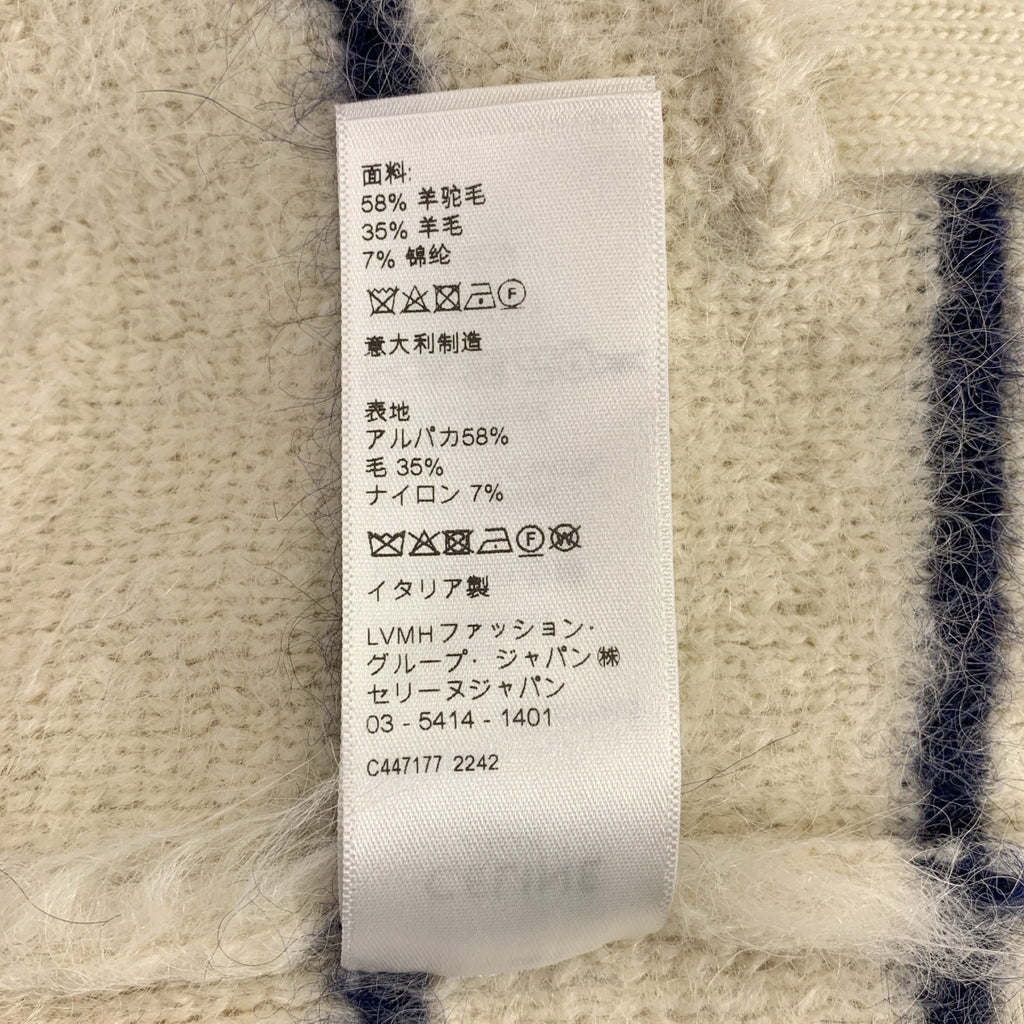 面料:
58% 羊驼毛
35% 羊毛
7% 锦纶
F
意大利制造
表地
アルパカ58%
毛 35%
ナイロン 7%
F W
イタリア製
LVMHファッション・
グループ・ジャパン㈱
セリーヌジャパン
03 - 5414 - 1401
C447177 2242
CELINE